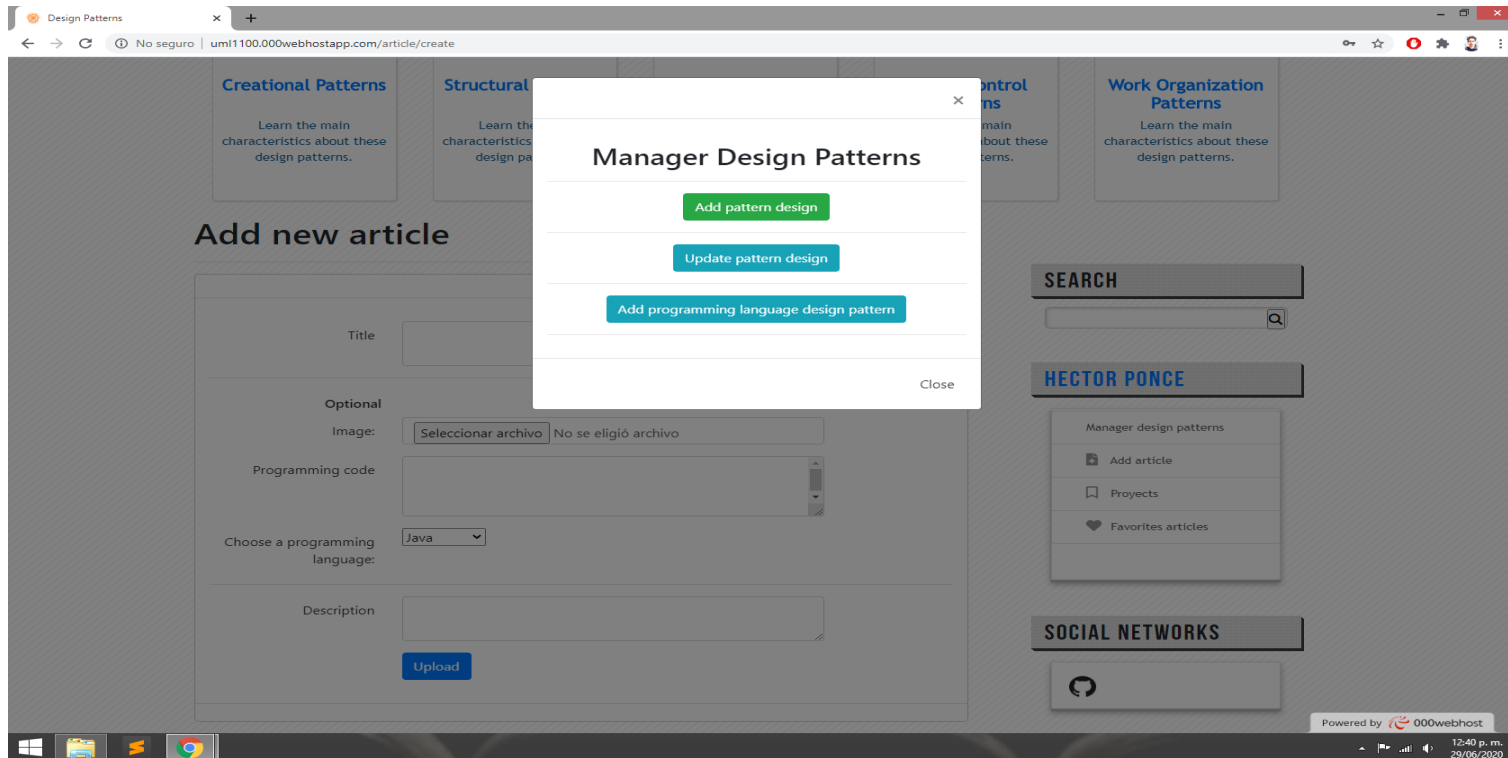 Design Patterns
No seguro
uml1100.000webhostapp.com/article/create
Creational Patterns
Learn the main
characteristics about these
design patterns.
Structural
Learn the
characteristics
design pa
ontrol
ns
main
bout these
terns.
Work Organization
Patterns
Learn the main
characteristics about these
design patterns.
×
Manager Design Patterns
Add pattern design
Update pattern design
Add programming language design pattern
Close
Add new article
Title
Optional
Image:
Seleccionar archivo No se eligió archivo
Programming code
Choose a programming
language:
Java
Description
Upload
SEARCH
HECTOR PONCE
Manager design patterns
Add article
Proyects
Favorites articles
SOCIAL NETWORKS
Powered by 000webhost
12:40 p. m.
29/06/2020